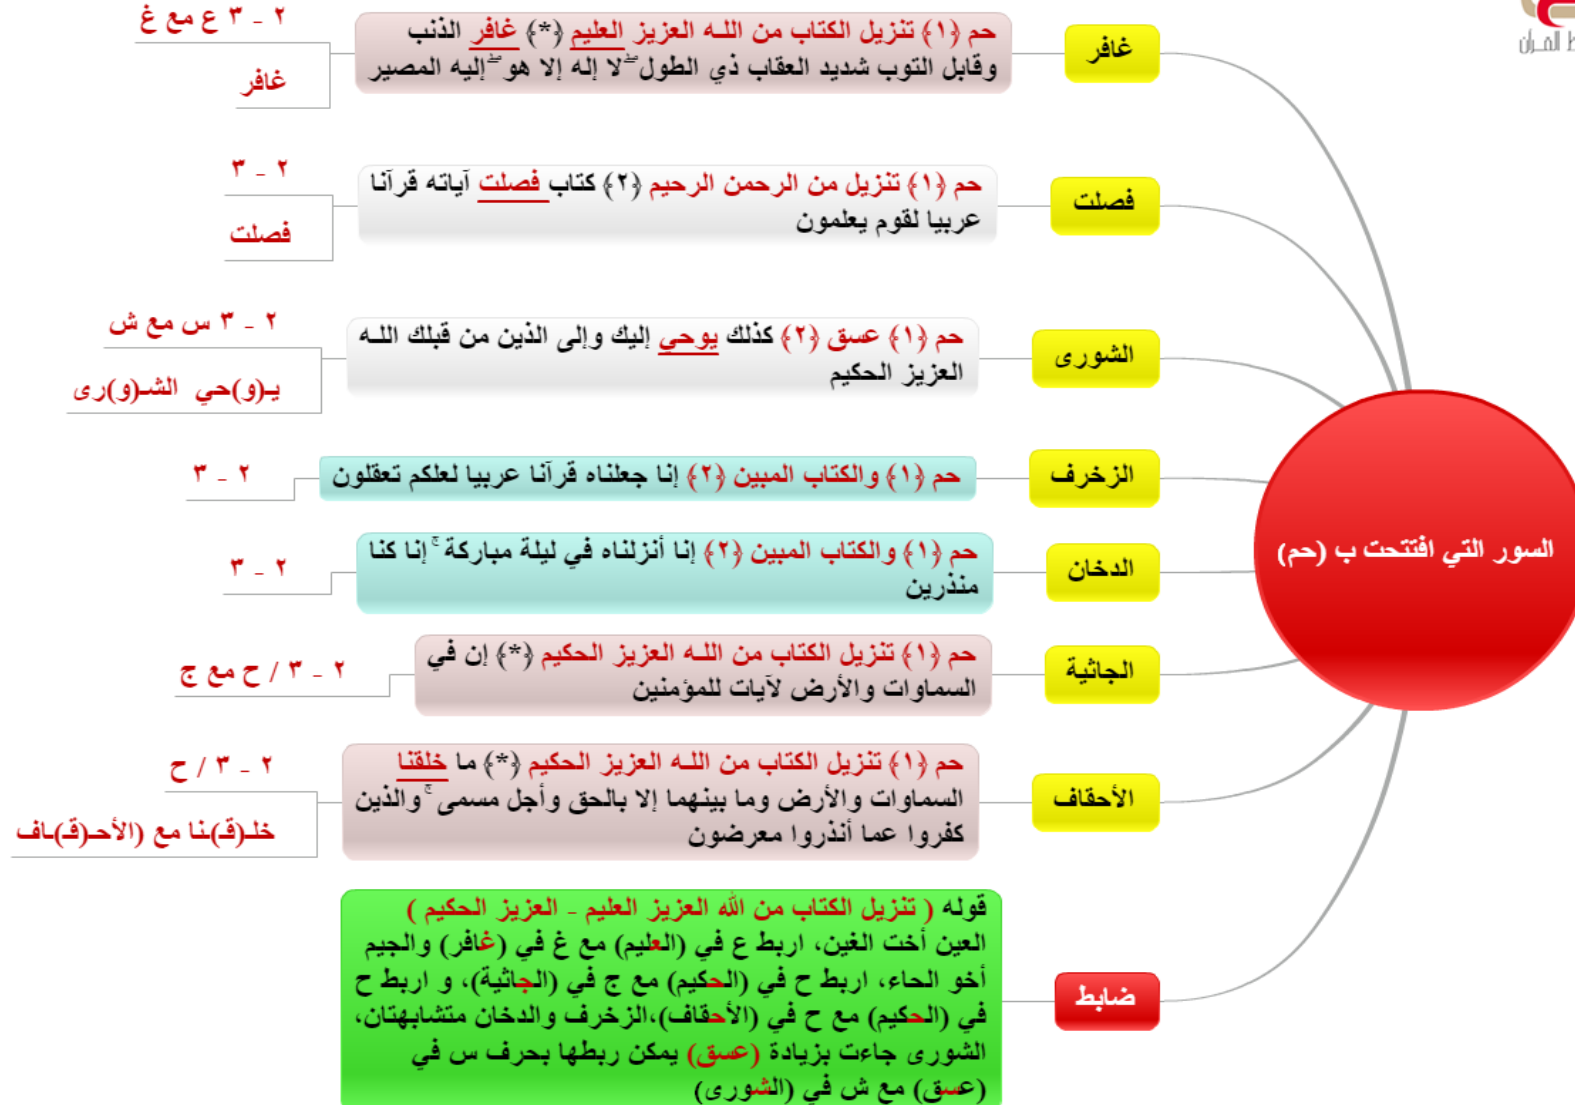 ط القرآن
السور التي افتتحت ب (حم)
غافر
حم ﴿١﴾ تنزيل الكتاب من الله العزيز العليم ﴿*﴾ غافر الذنب
وقابل التوب شديد العقاب ذي الطول ۖ لا إله إلا هو ۖ إليه المصير
٢ - ٣ ع مع غ
غافر
فصلت
حم ﴿١﴾ تنزيل من الرحمن الرحيم ﴿٢﴾ كتاب فصلت آياته قرآنا
عربيا لقوم يعلمون
٢ - ٣
فصلت
الشورى
حم ﴿١﴾ عسق ﴿٢﴾ كذلك يوحي إليك وإلى الذين من قبلك الله
العزيز الحكيم
٢ - ٣ س مع ش
يـ(و)حي الشـ(و)رى
الزخرف
حم ﴿١﴾ والكتاب المبين ﴿٢﴾ إنا جعلناه قرآنا عربيا لعلكم تعقلون
٢ - ٣
الدخان
حم ﴿١﴾ والكتاب المبين ﴿٢﴾ إنا أنزلناه في ليلة مباركة ۚ إنا كنا
منذرين
٢ - ٣
الجاثية
حم ﴿١﴾ تنزيل الكتاب من الله العزيز الحكيم ﴿*﴾ إن في
السماوات والأرض لآيات للمؤمنين
٢ - ٣ / ح مع ج
الأحقاف
حم ﴿١﴾ تنزيل الكتاب من الله العزيز الحكيم ﴿*﴾ ما خلقنا
السماوات والأرض وما بينهما إلا بالحق وأجل مسمى ۚ والذين
كفروا عما أنذروا معرضون
٢ - ٣ / ح
خلـ(قـ)ـنا مع (الأحـ(قـ)ـاف
ضابط
قوله ( تنزيل الكتاب من الله العزيز العليم - العزيز الحكيم )
العين أخت الغين، اربط ع في (العليم) مع غ في (غافر) والجيم
أخو الحاء، اربط ح في (الحكيم) مع ج في (الجاثية)، و اربط ح
في (الحكيم) مع ح في (الأحقاف)،الزخرف والدخان متشابهتان،
الشورى جاءت بزيادة (عسق) يمكن ربطها بحرف س في
(عسق) مع ش في (الشورى)